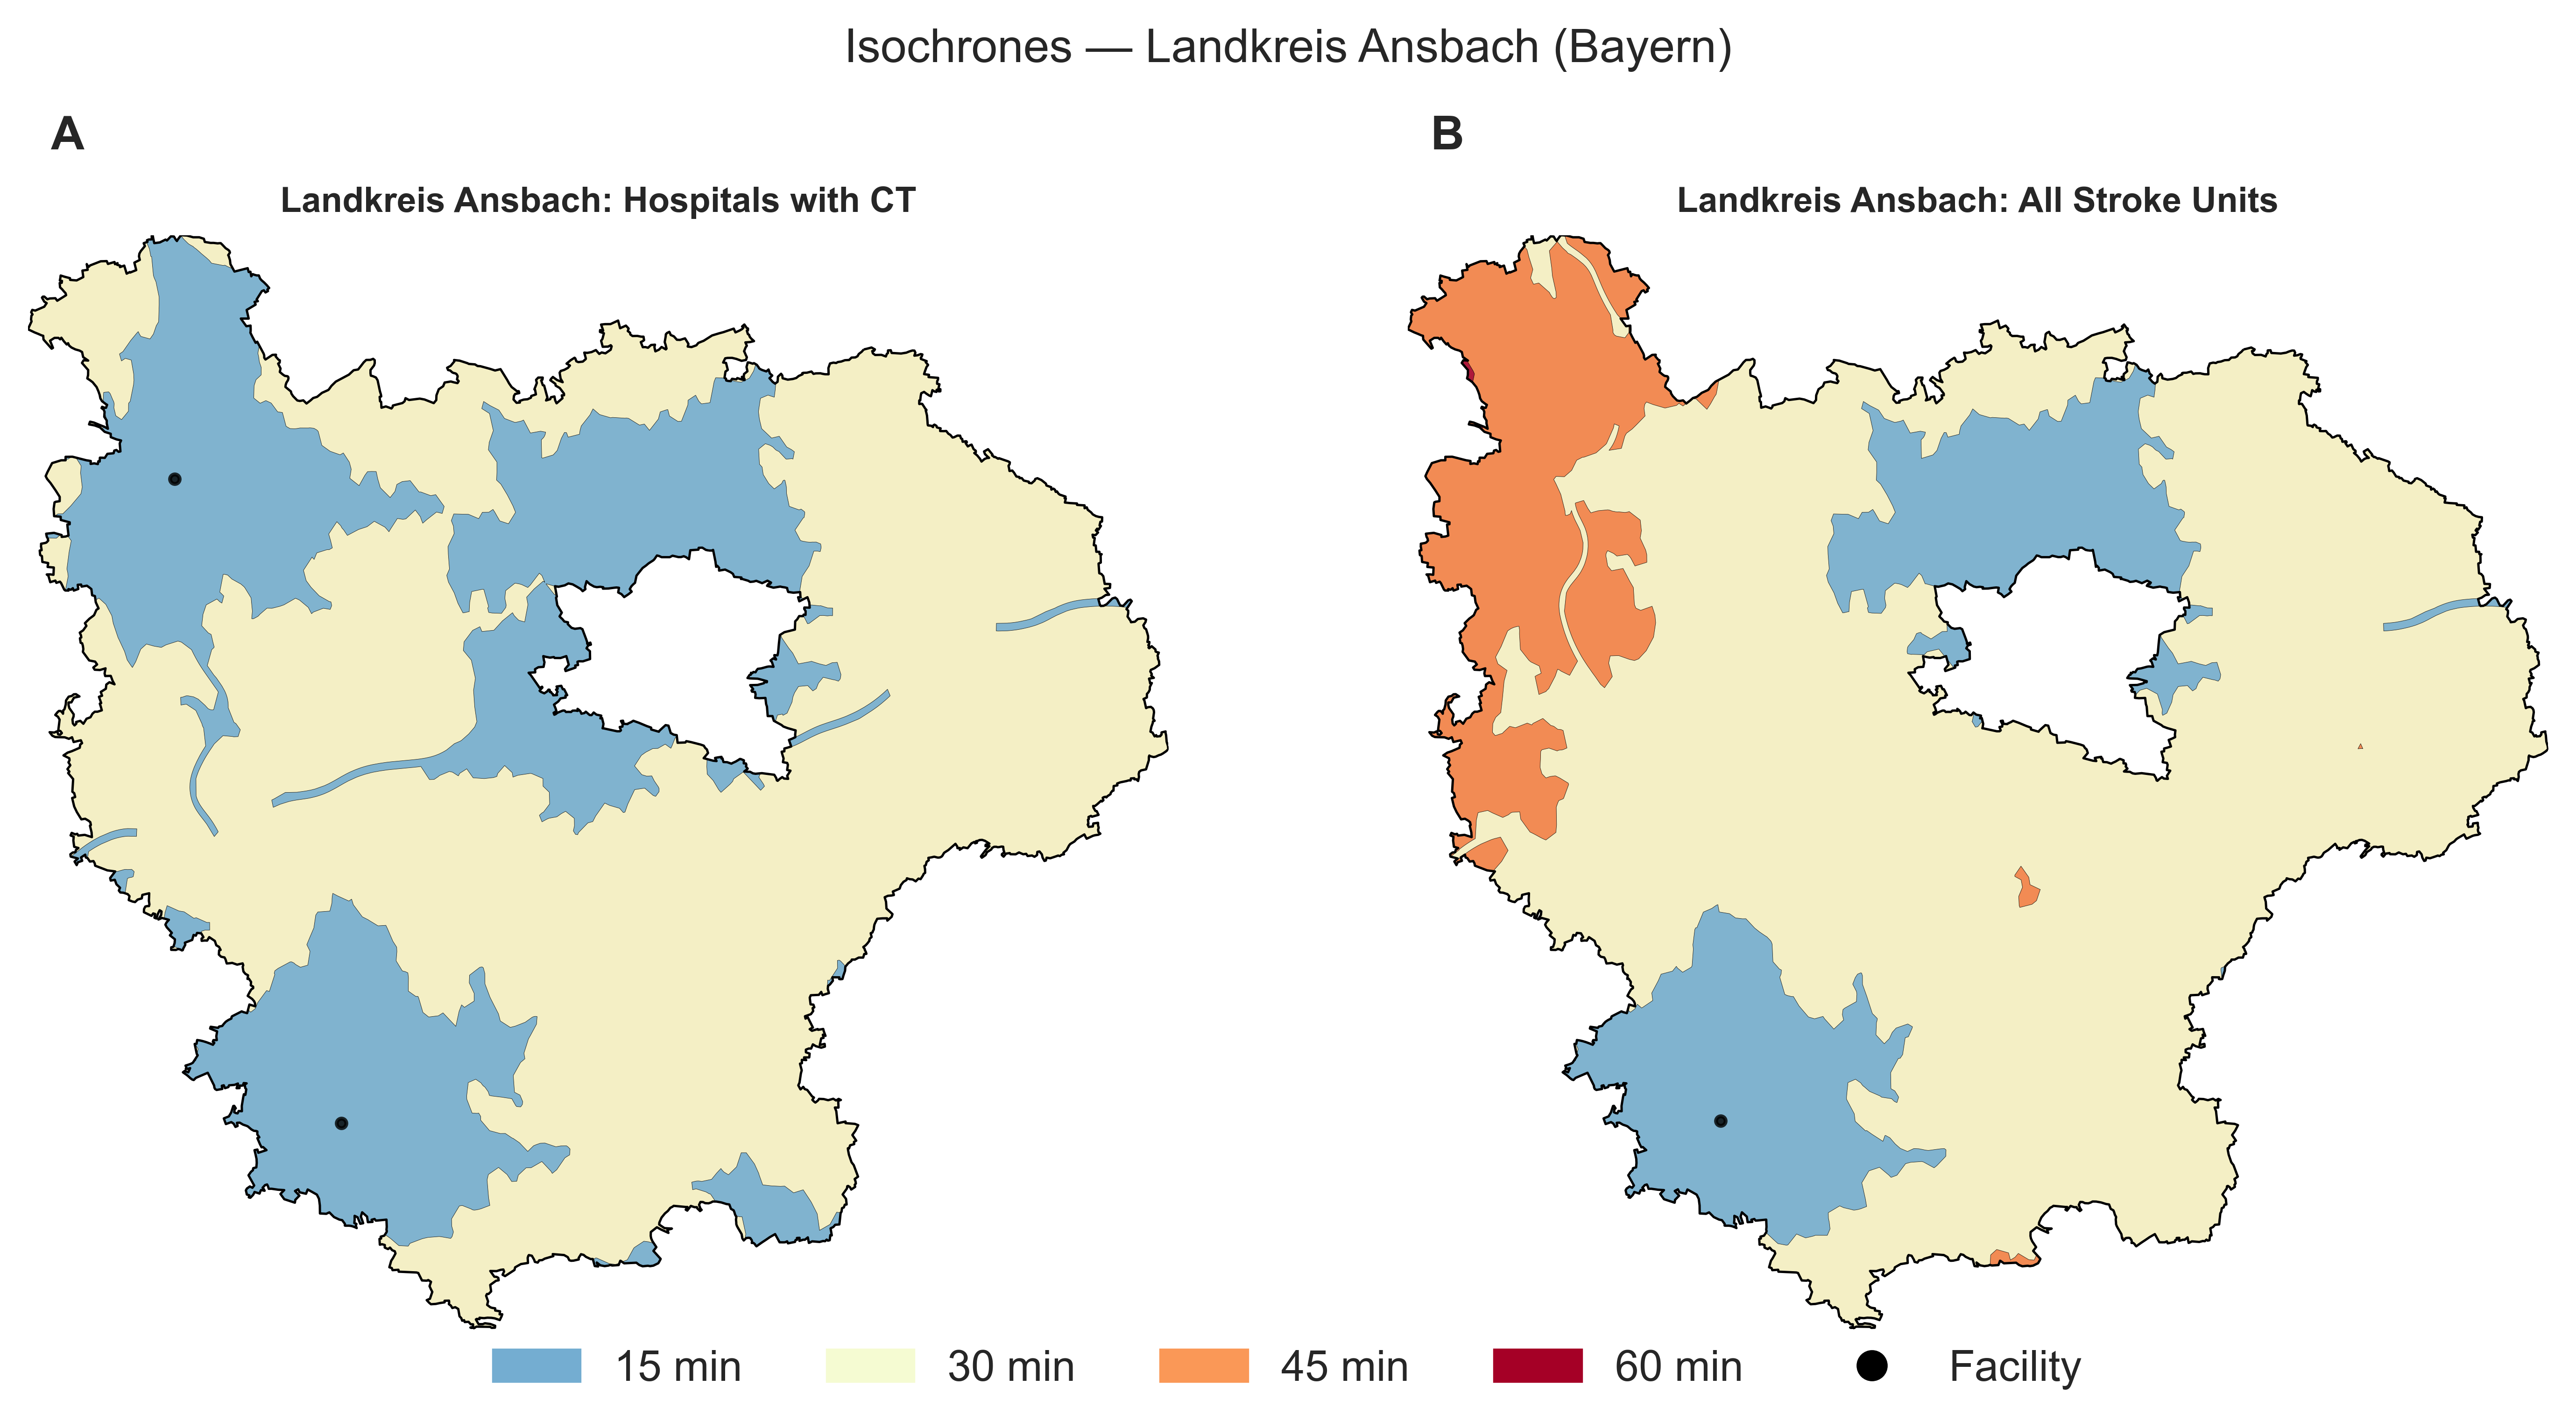 Isochrones — Landkreis Ansbach (Bayern)
A
B
Landkreis Ansbach: Hospitals with CT
Landkreis Ansbach: All Stroke Units
15 min
30 min
45 min
60 min
Facility